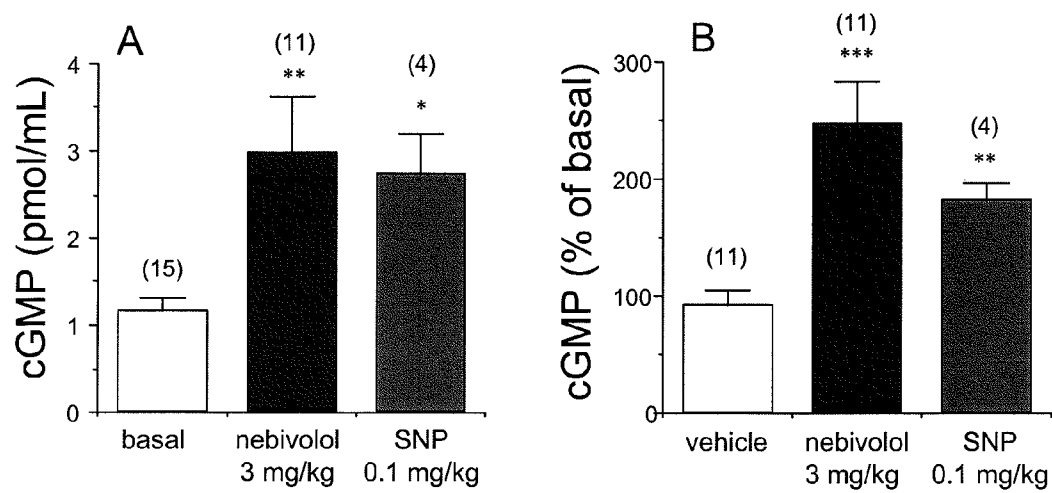 A
cGMP (pmol/mL)
4
3
2
1
0
(15)
(11)
**
(4)
*
basal
nebivolol
3 mg/kg
SNP
0.1 mg/kg
B
cGMP (% of basal)
300
200
100
0
(11)
(11)
***
(4)
**
vehicle
nebivolol
3 mg/kg
SNP
0.1 mg/kg